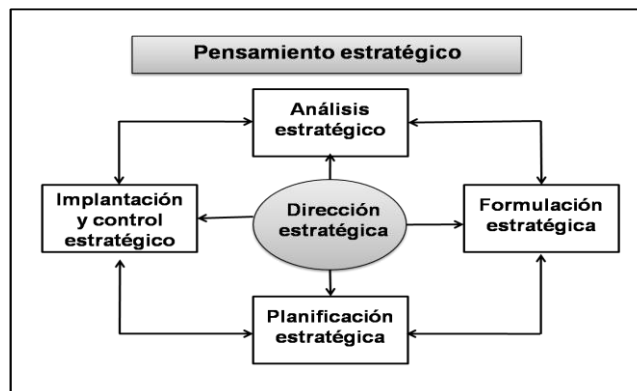 Pensamiento estratégico
Análisis
estratégico
Implantación
y control
estratégico
Dirección
estratégica
Formulación
estratégica
Planificación
estratégica